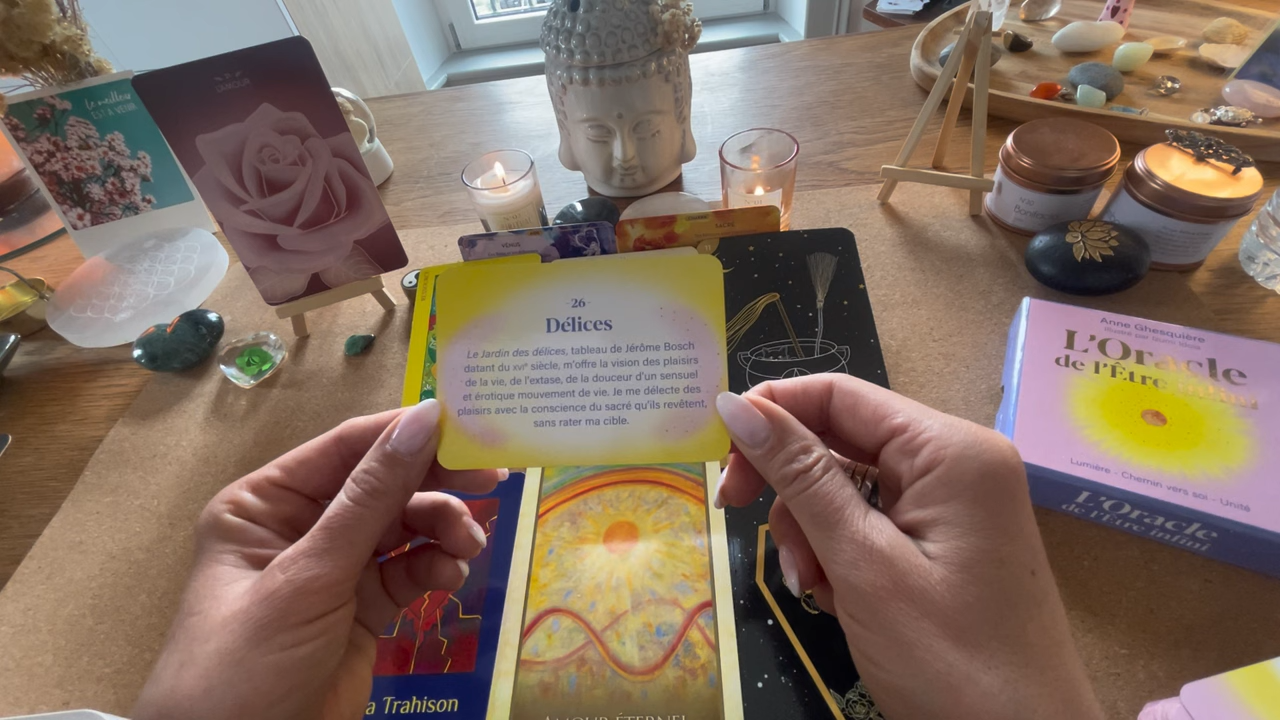 le meilleur
EST À VENIR
L'AMOUR
VÉNUS
SACRÉ
-26-
Délices
Le Jardin des délices, tableau de Jérôme Bosch
datant du XVIe siècle, m'offre la vision des plaisirs
de la vie, de l'extase, de la douceur d'un sensuel
et érotique mouvement de vie. Je me délecte des
plaisirs avec la conscience du sacré qu'ils revêtent,
sans rater ma cible.
Anne Ghesquière
L'Oracle
de l'Être infini
Lumière - Chemin vers soi - Unité
L'Oracle
de l'Être infini
a Trahison
AMOUR ÉTERNEL